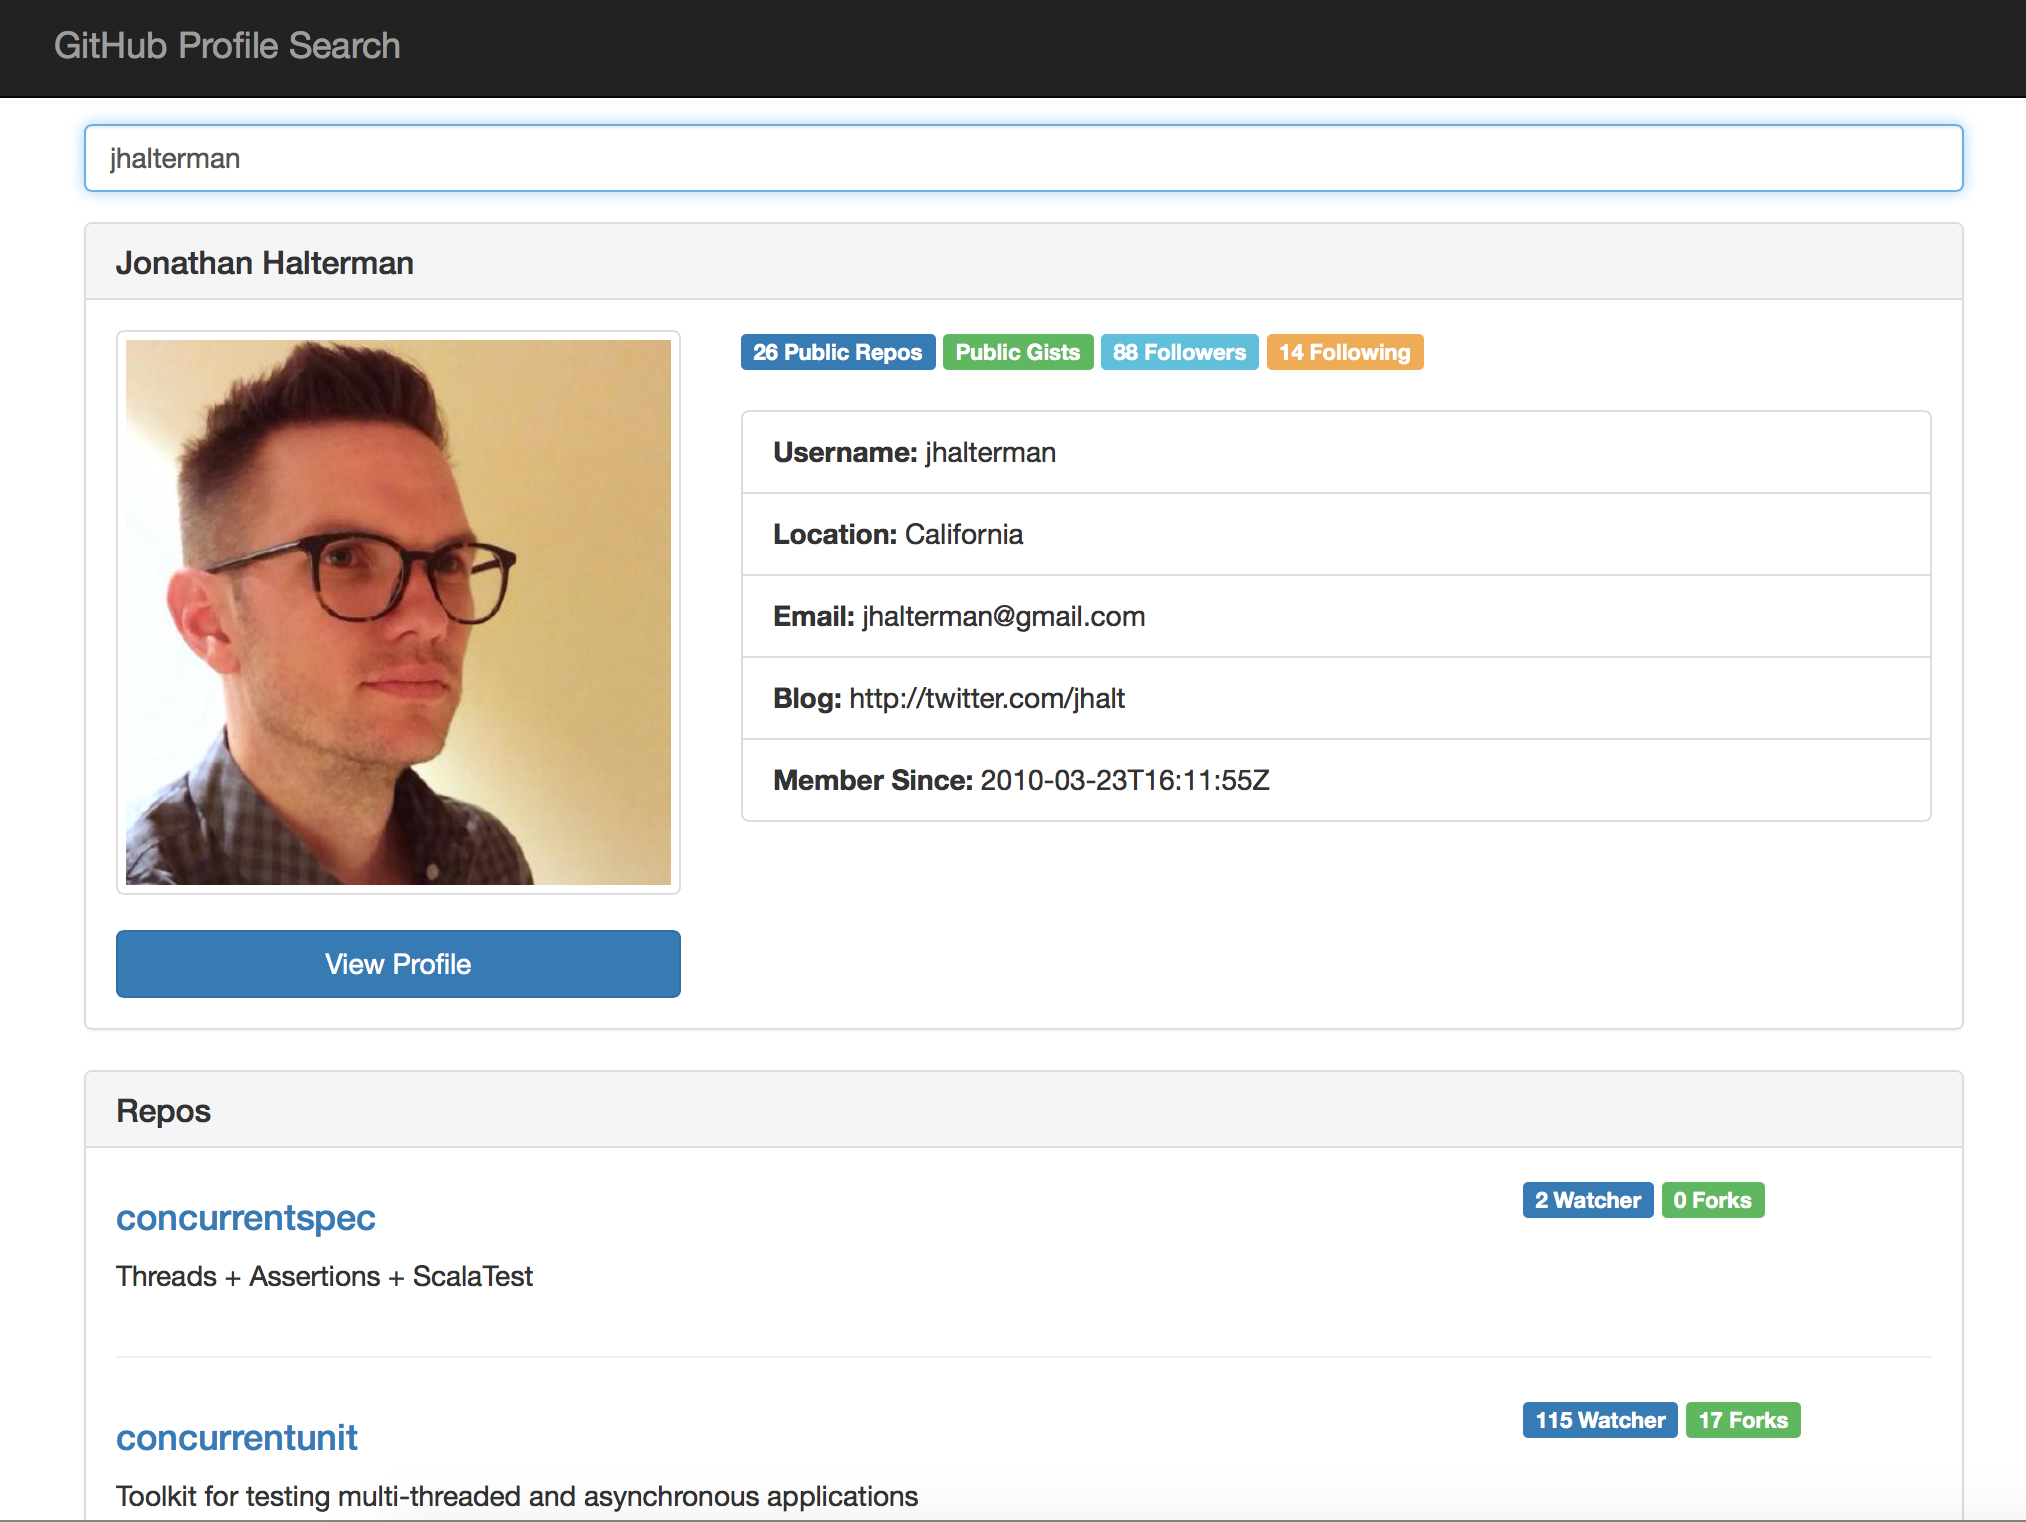 GitHub Profile Search
jhalterman
Jonathan Halterman
26 Public Repos Public Gists 88 Followers 14 Following
Username: jhalterman
Location: California
Email: jhalterman@gmail.com
Blog: http://twitter.com/jhalt
Member Since: 2010-03-23T16:11:55Z
View Profile
Repos
concurrentspec
2 Watcher 0 Forks
Threads + Assertions + ScalaTest
concurrentunit
115 Watcher 17 Forks
Toolkit for testing multi-threaded and asynchronous applications